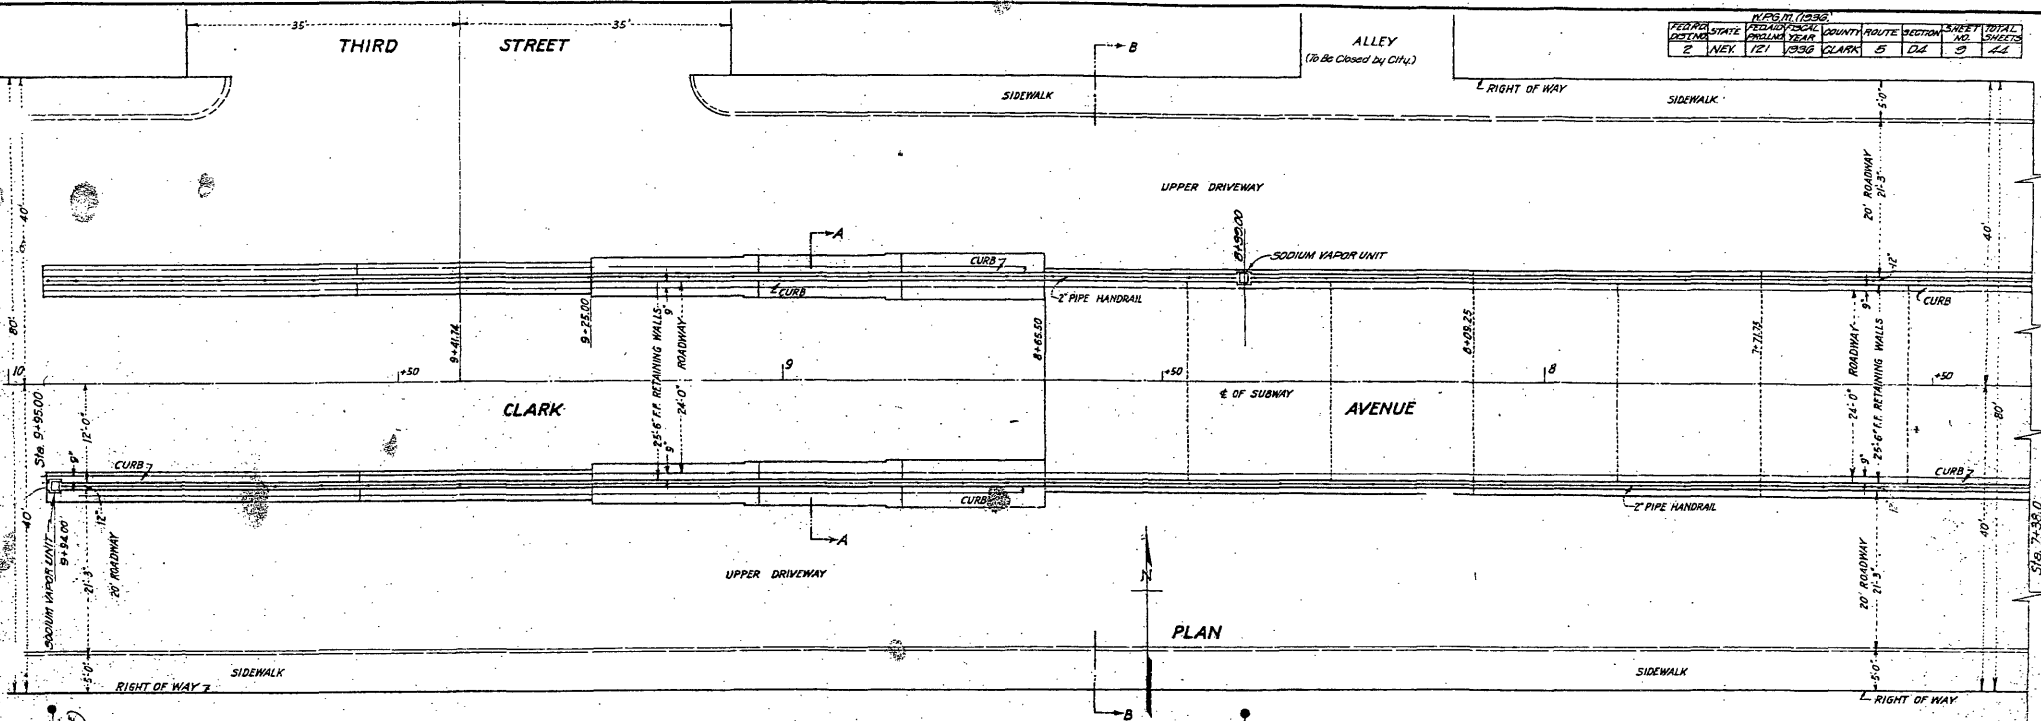 W.P.G.M. (1936)
FED. RD. DIST. NO. STATE FED. AID PROJ. NO. FISCAL YEAR COUNTY ROUTE SECTION SHEET NO. TOTAL SHEETS
2 NEV. 121 1936 CLARK 5 D4 9 44
35' 35'
THIRD STREET
B
ALLEY
(To Be Closed by City)
RIGHT OF WAY
SIDEWALK
SIDEWALK
5'-0"
UPPER DRIVEWAY
20' ROADWAY
21'-3"
40'
40'
80'
A
CURB
CURB
SODIUM VAPOR UNIT
2" PIPE HANDRAIL
12"
9"
CURB
9+41.74
9+25.00
9"
25'-6" F.F. RETAINING WALLS
24'-0" ROADWAY
9"
8+65.50
8+09.25
7+71.75
24'-0" ROADWAY
25'-6" F.F. RETAINING WALLS
80'
10
+50
9
+50
8
+50
℄ OF SUBWAY
CLARK AVENUE
Sta. 9+95.00
12'-0"
9"
CURB
CURB
CURB
9"
2" PIPE HANDRAIL
A
40'
SODIUM VAPOR UNIT
9+94.00
21'-3"
12"
20' ROADWAY
UPPER DRIVEWAY
N
20' ROADWAY
21'-3"
40'
Sta. 7+38.0
PLAN
5'-0"
SIDEWALK
SIDEWALK
5'-0"
RIGHT OF WAY
RIGHT OF WAY
B